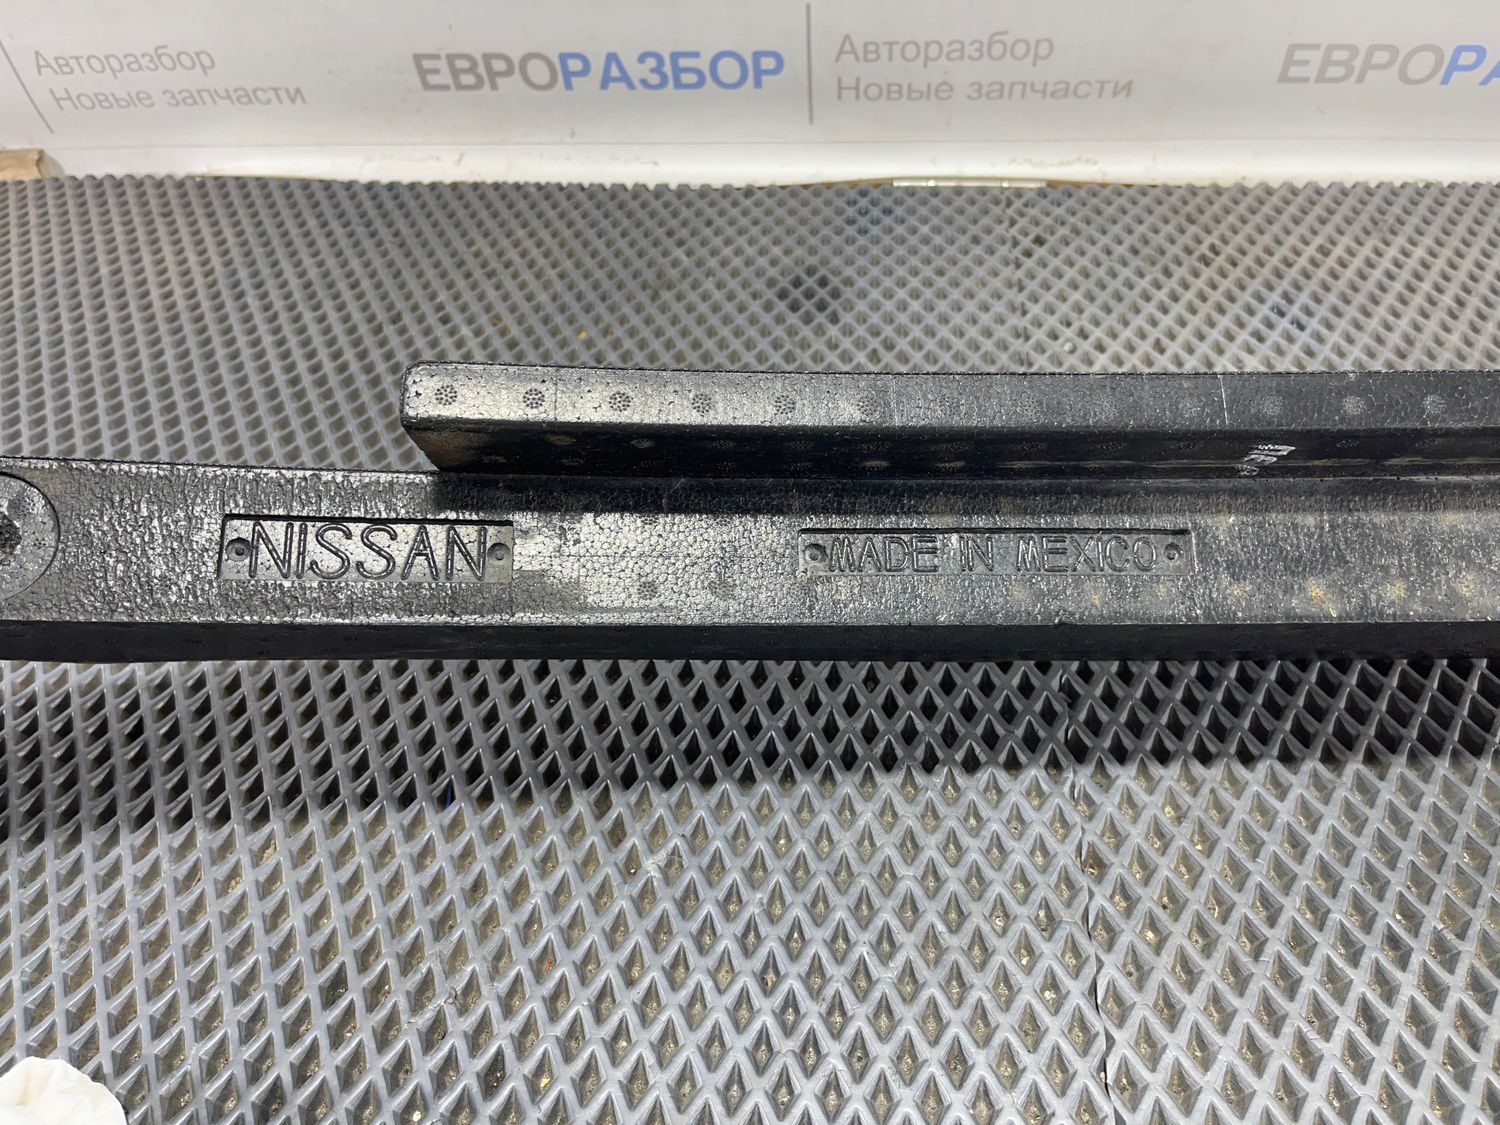 Авторазбор
Новые запчасти
ЕВРОРАЗБОР
Авторазбор
Новые запчасти
ЕВРОРА
NISSAN
MADE IN MEXICO